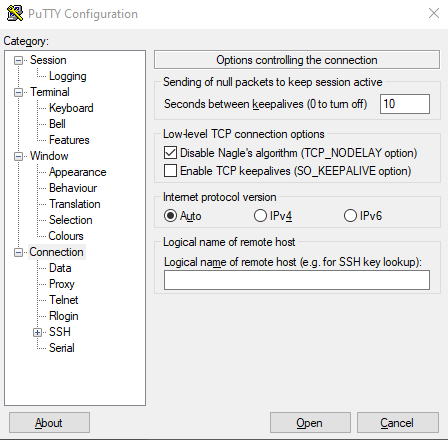 PuTTY Configuration
Category:
Session
Logging
Terminal
Keyboard
Bell
Features
Window
Appearance
Behaviour
Translation
Selection
Colours
Connection
Data
Proxy
Telnet
Rlogin
SSH
Serial
Options controlling the connection
Sending of null packets to keep session active
Seconds between keepalives (0 to turn off) 10
Low-level TCP connection options
Disable Nagle's algorithm (TCP_NODELAY option)
Enable TCP keepalives (SO_KEEPALIVE option)
Internet protocol version
Auto IPv4 IPv6
Logical name of remote host
Logical name of remote host (e.g. for SSH key lookup):
About Open Cancel